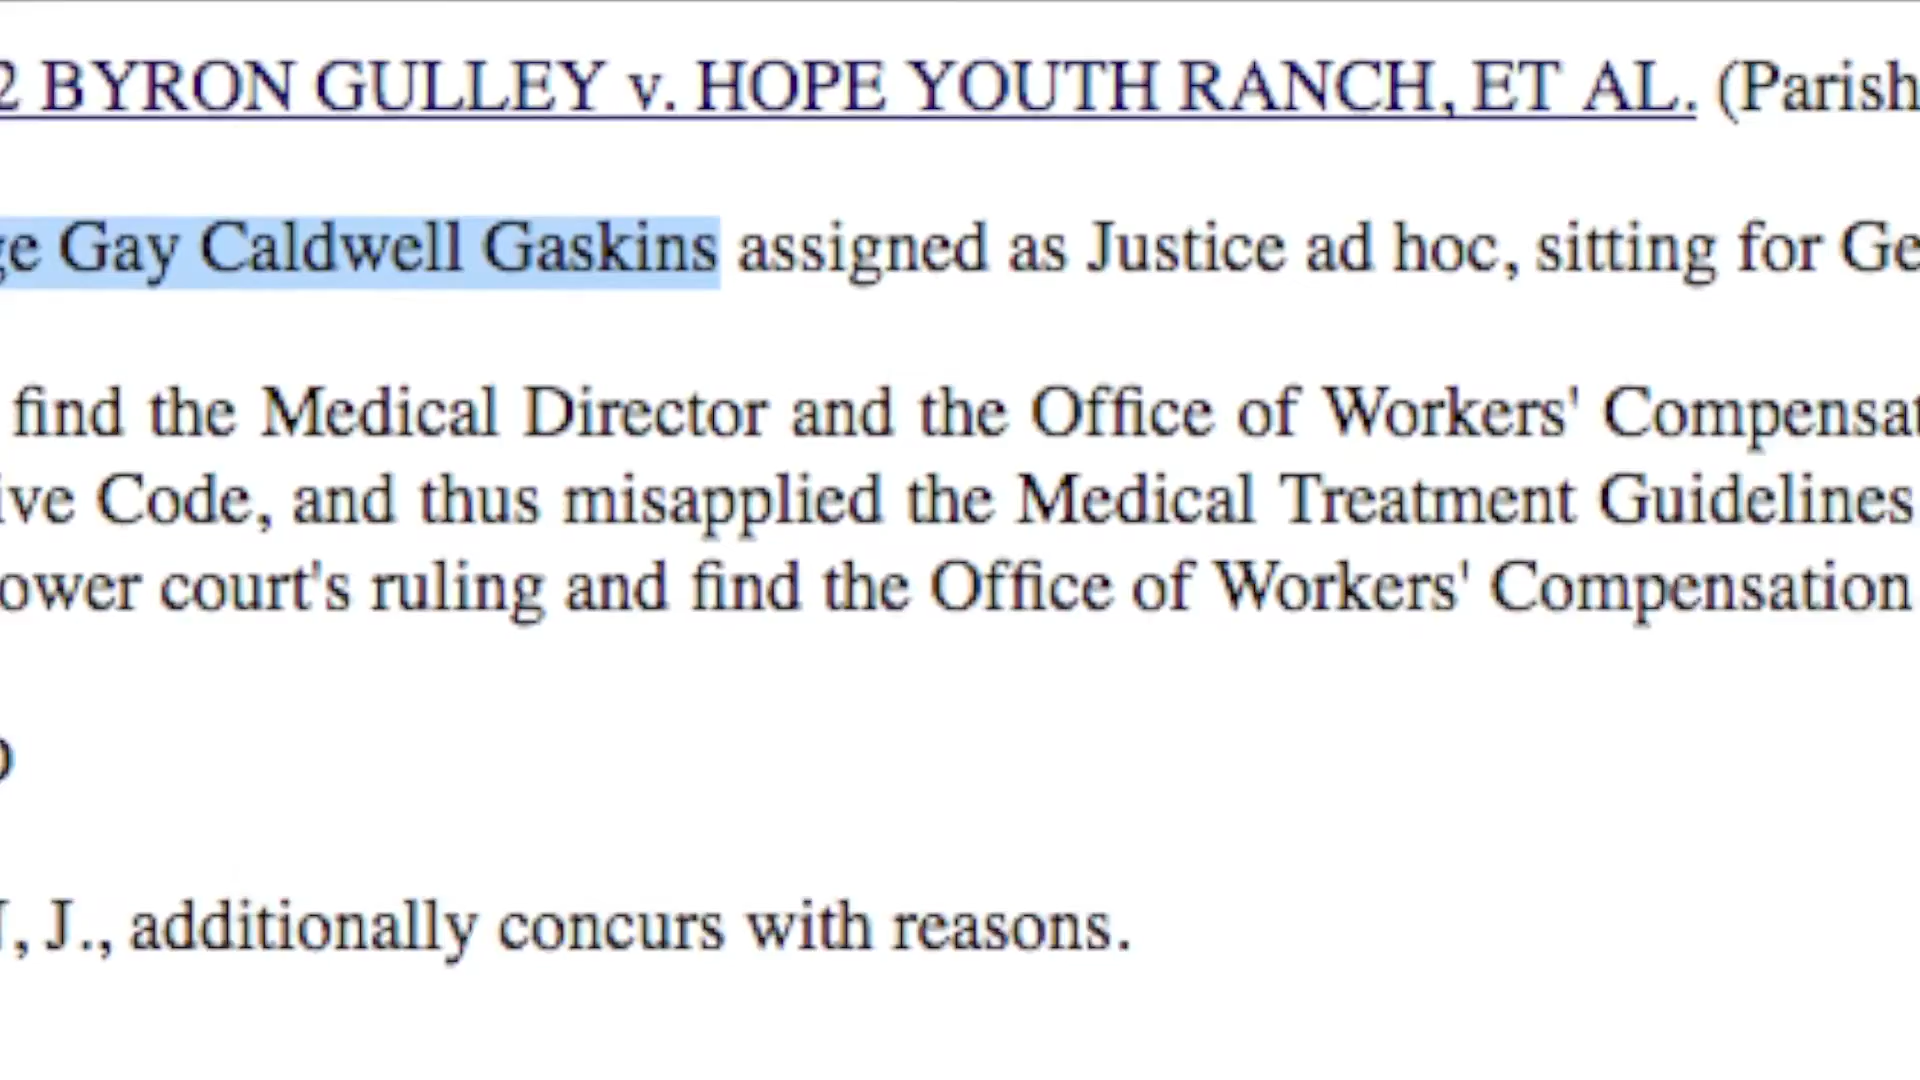 2 BYRON GULLEY v. HOPE YOUTH RANCH, ET AL. (Parish
ge Gay Caldwell Gaskins assigned as Justice ad hoc, sitting for Ge
find the Medical Director and the Office of Workers' Compensat
ive Code, and thus misapplied the Medical Treatment Guidelines
ower court's ruling and find the Office of Workers' Compensation
, J., additionally concurs with reasons.